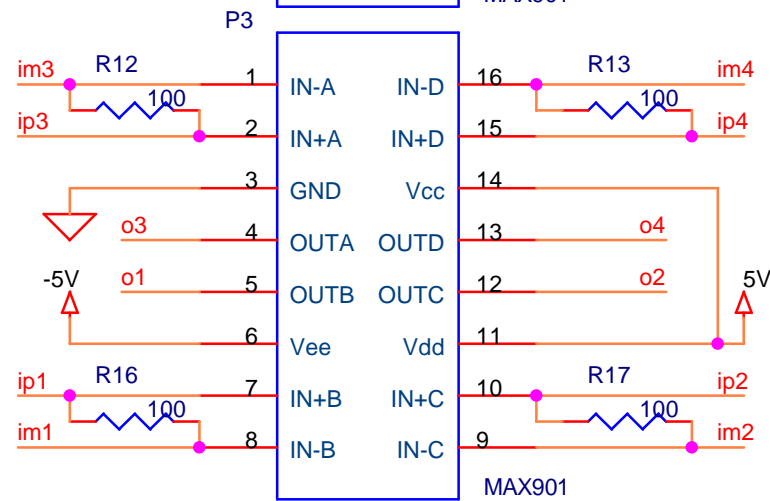 MAX901
P3
im3 R12 1 IN-A IN-D 16 R13 im4
100 100
ip3 2 IN+A IN+D 15 ip4
3 GND Vcc 14
o3 4 OUTA OUTD 13 o4
-5V o1 5 OUTB OUTC 12 o2 5V
6 Vee Vdd 11
ip1 R16 7 IN+B IN+C 10 R17 ip2
100 100
im1 8 IN-B IN-C 9 im2
MAX901